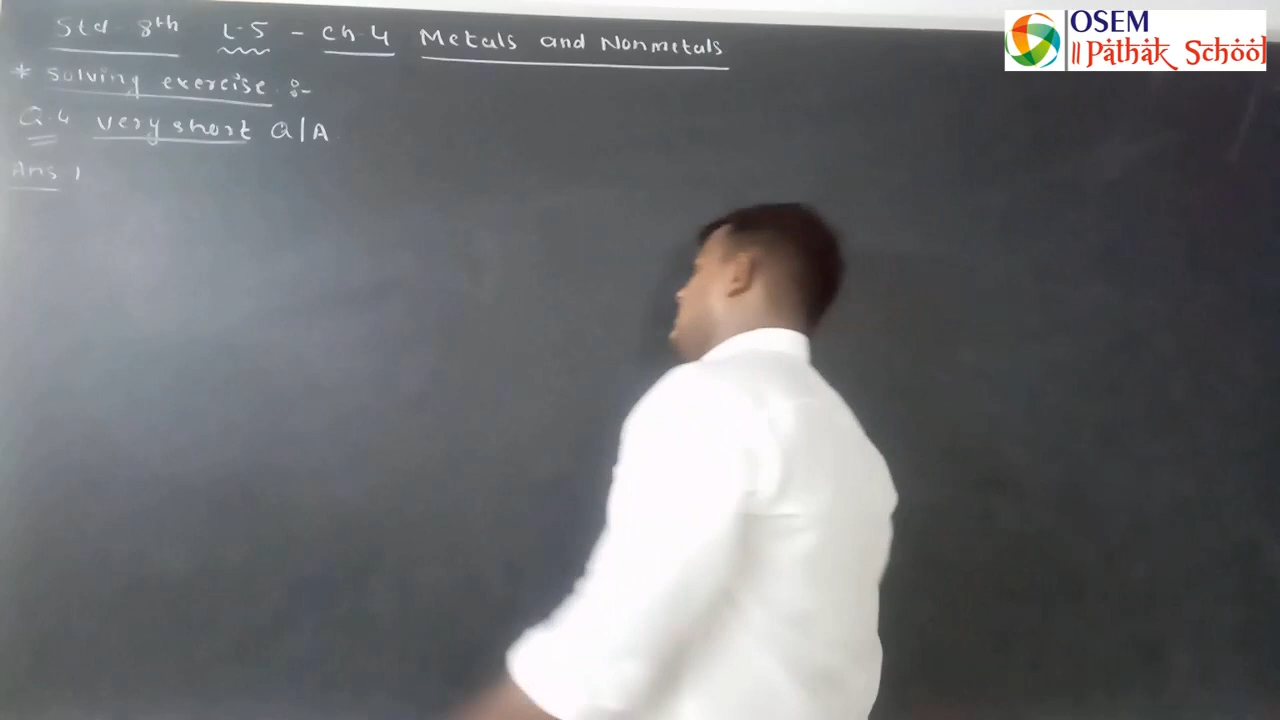 Std 8th L-5 - Ch 4 Metals and Nonmetals
* Solving exercise :-
Q.4 very short Q/A
Ans 1
OSEM
|| Pathak School